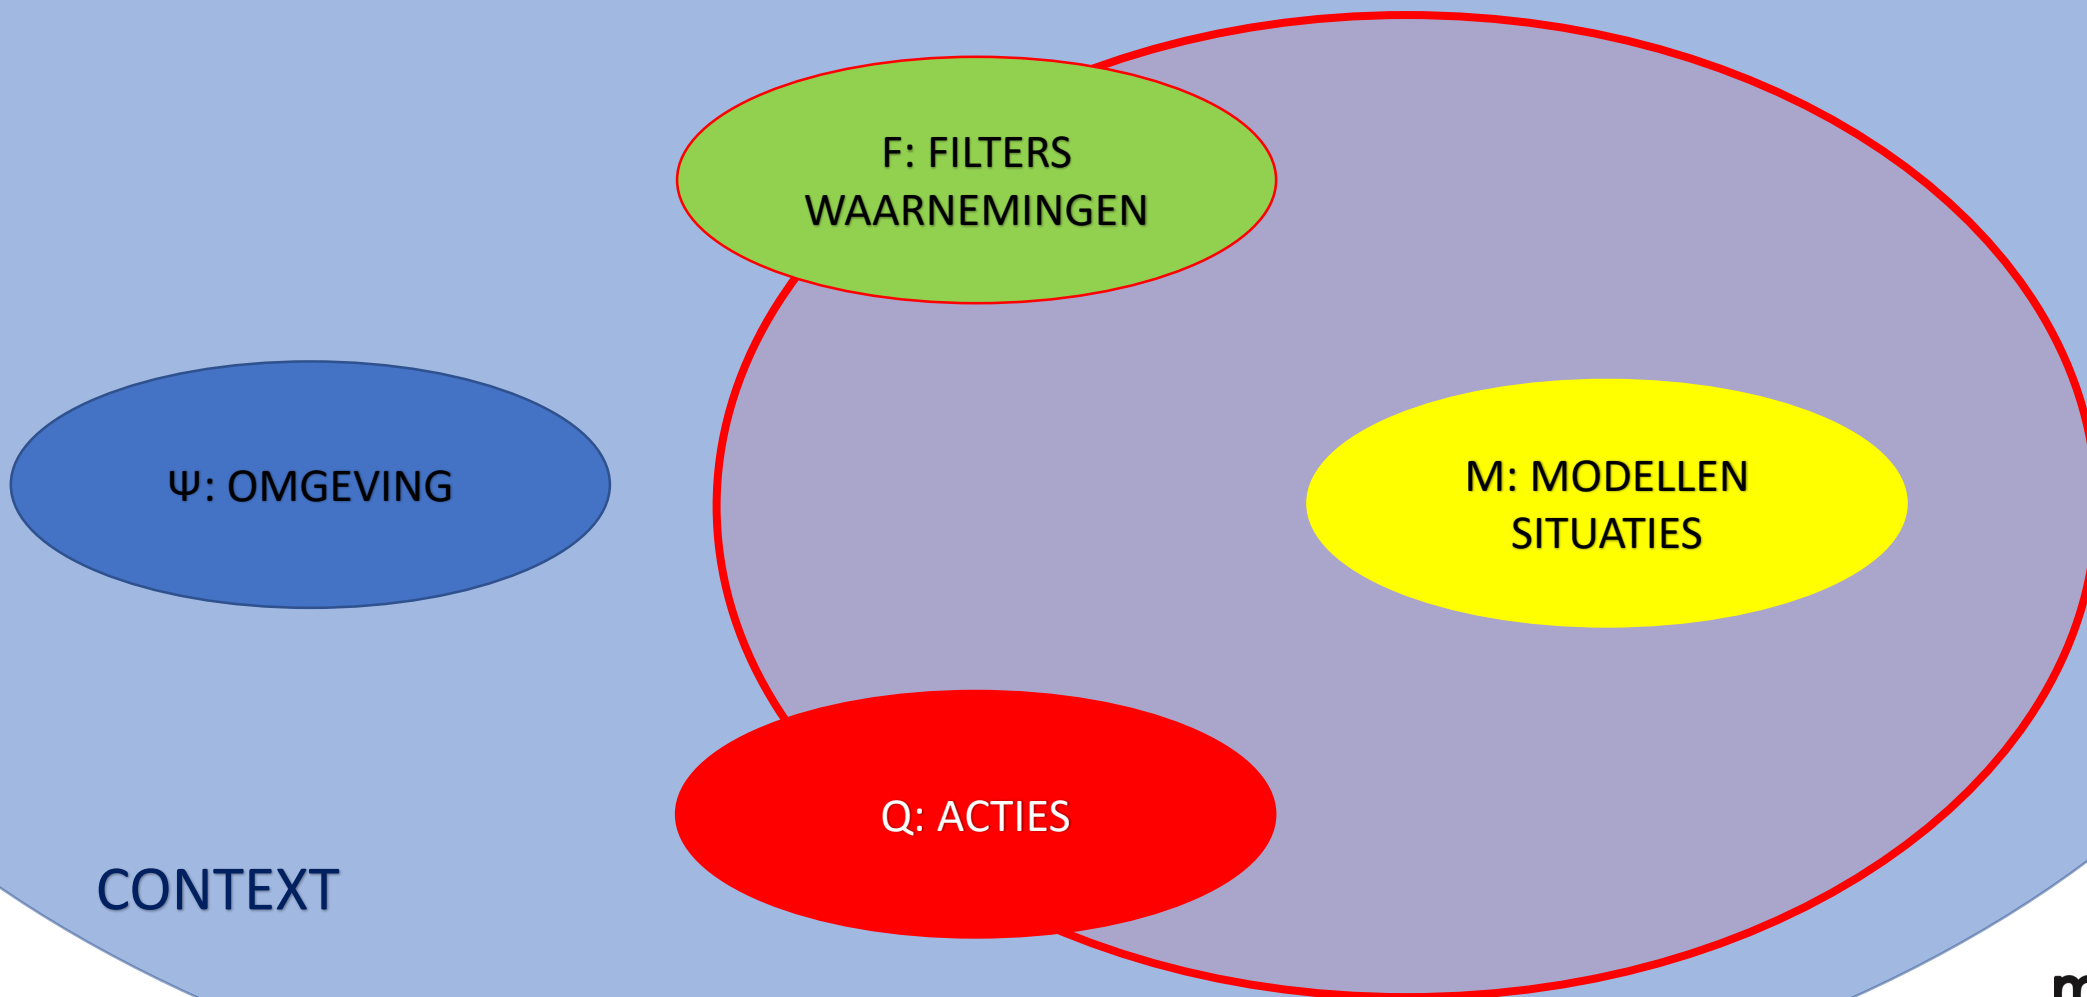 F: FILTERS
WAARNEMINGEN
Ψ: OMGEVING
M: MODELLEN
SITUATIES
Q: ACTIES
CONTEXT